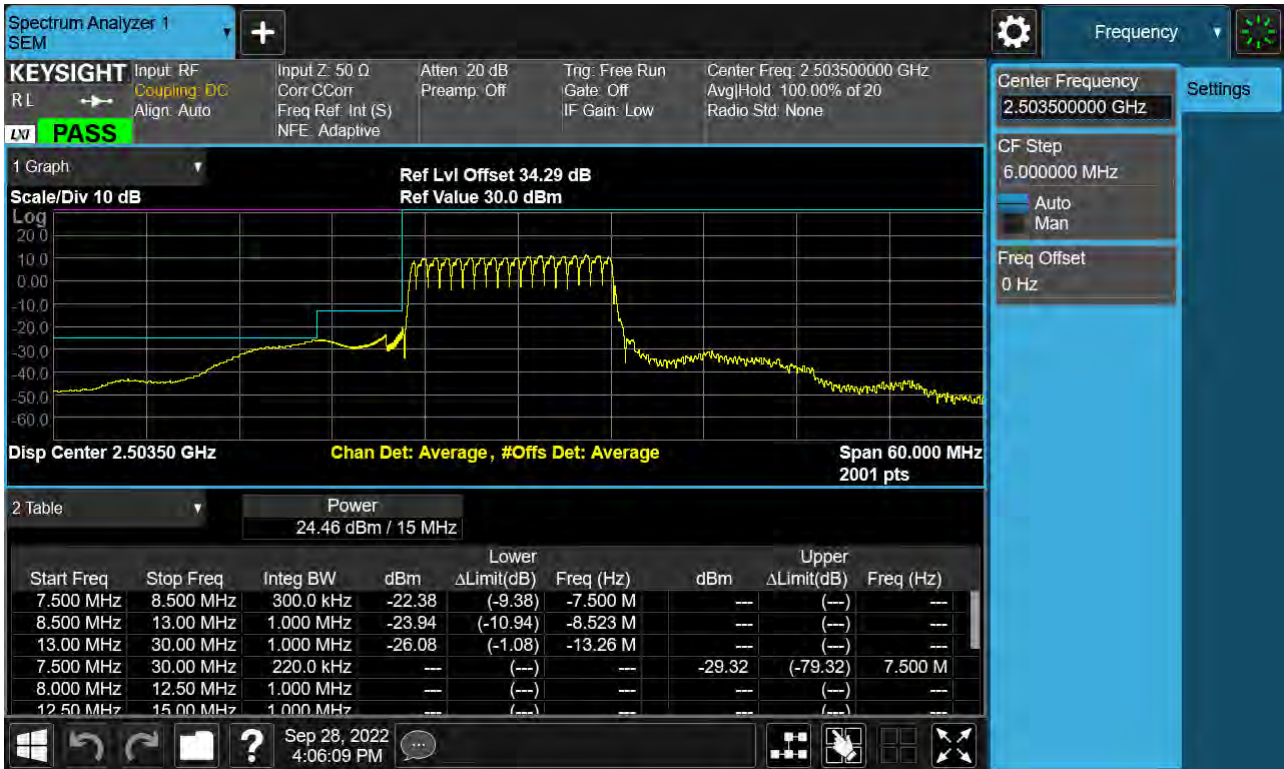 Spectrum Analyzer 1
SEM
Frequency
KEYSIGHT
RL
LXI
PASS
Input: RF
Coupling: DC
Align: Auto
Input Z: 50 Ω
Corr CCorr
Freq Ref: Int (S)
NFE: Adaptive
Atten: 20 dB
Preamp: Off
Trig: Free Run
Gate: Off
IF Gain: Low
Center Freq: 2.503500000 GHz
Avg|Hold: 100.00% of 20
Radio Std: None
Center Frequency
2.503500000 GHz
Settings
CF Step
6.000000 MHz
Auto
Man
Freq Offset
0 Hz
1 Graph
Ref Lvl Offset 34.29 dB
Scale/Div 10 dB
Ref Value 30.0 dBm
Log
20.0
10.0
0.00
-10.0
-20.0
-30.0
-40.0
-50.0
-60.0
Disp Center 2.50350 GHz
Chan Det: Average, #Offs Det: Average
Span 60.000 MHz
2001 pts
2 Table
Power
24.46 dBm / 15 MHz
Lower Upper
Start Freq Stop Freq Integ BW dBm ΔLimit(dB) Freq (Hz) dBm ΔLimit(dB) Freq (Hz)
7.500 MHz 8.500 MHz 300.0 kHz -22.38 (-9.38) -7.500 M --- (---) ---
8.500 MHz 13.00 MHz 1.000 MHz -23.94 (-10.94) -8.523 M --- (---) ---
13.00 MHz 30.00 MHz 1.000 MHz -26.08 (-1.08) -13.26 M --- (---) ---
7.500 MHz 30.00 MHz 220.0 kHz --- (---) --- -29.32 (-79.32) 7.500 M
8.000 MHz 12.50 MHz 1.000 MHz --- (---) --- --- (---) ---
12.50 MHz 15.00 MHz 1.000 MHz --- (---) --- --- (---) ---
?
Sep 28, 2022
4:06:09 PM